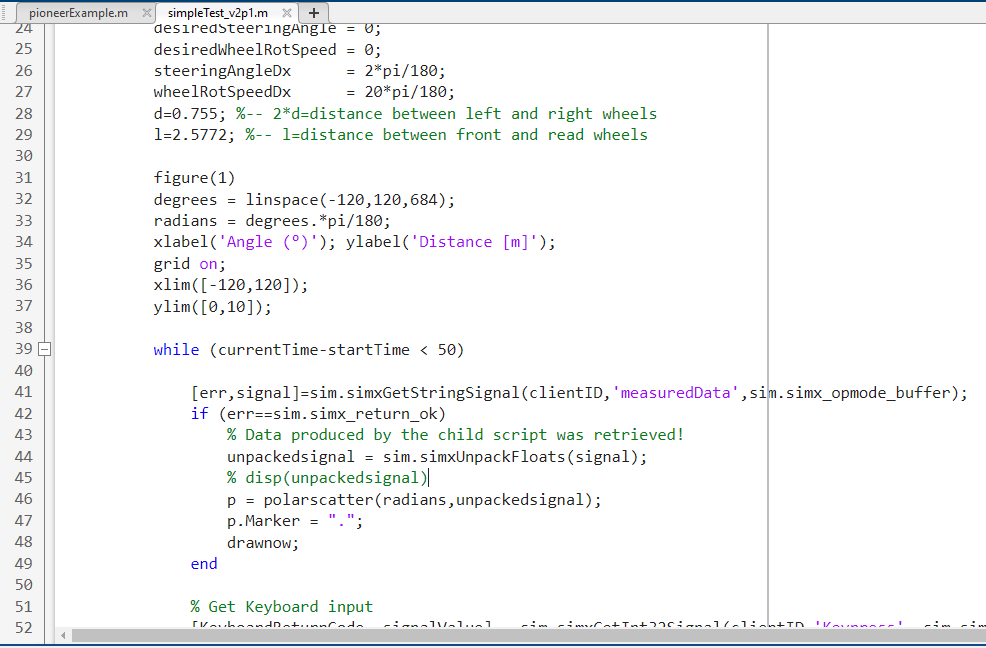 pioneerExample.m × simpleTest_v2p1.m × +
24 desiredSteeringAngle = 0;
25 desiredWheelRotSpeed = 0;
26 steeringAngleDx = 2*pi/180;
27 wheelRotSpeedDx = 20*pi/180;
28 d=0.755; %-- 2*d=distance between left and right wheels
29 l=2.5772; %-- l=distance between front and read wheels
30
31 figure(1)
32 degrees = linspace(-120,120,684);
33 radians = degrees.*pi/180;
34 xlabel('Angle (º)'); ylabel('Distance [m]');
35 grid on;
36 xlim([-120,120]);
37 ylim([0,10]);
38
39 while (currentTime-startTime < 50)
40
41 [err,signal]=sim.simxGetStringSignal(clientID,'measuredData',sim.simx_opmode_buffer);
42 if (err==sim.simx_return_ok)
43 % Data produced by the child script was retrieved!
44 unpackedsignal = sim.simxUnpackFloats(signal);
45 % disp(unpackedsignal)
46 p = polarscatter(radians,unpackedsignal);
47 p.Marker = ".";
48 drawnow;
49 end
50
51 % Get Keyboard input
52 [KeyboardReturnCode, signalValue] = sim.simxGetInt32Signal(clientID,'Keypress', sim.sim